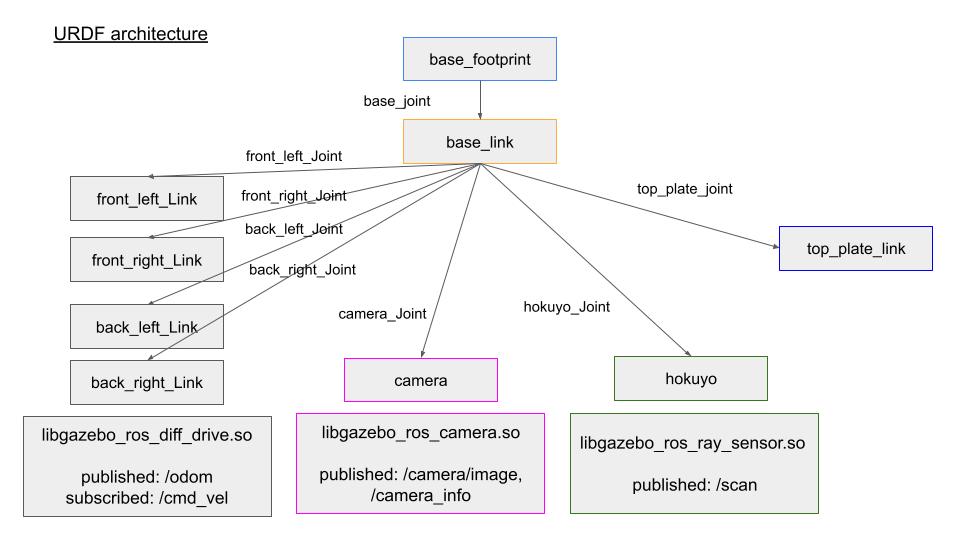 URDF architecture
base_footprint
base_joint
base_link
front_left_Joint
front_left_Link
front_right_Joint
top_plate_joint
back_left_Joint
front_right_Link
top_plate_link
back_right_Joint
back_left_Link
camera_Joint
hokuyo_Joint
back_right_Link
camera
hokuyo
libgazebo_ros_diff_drive.so
published: /odom
subscribed: /cmd_vel
libgazebo_ros_camera.so
published: /camera/image,
/camera_info
libgazebo_ros_ray_sensor.so
published: /scan